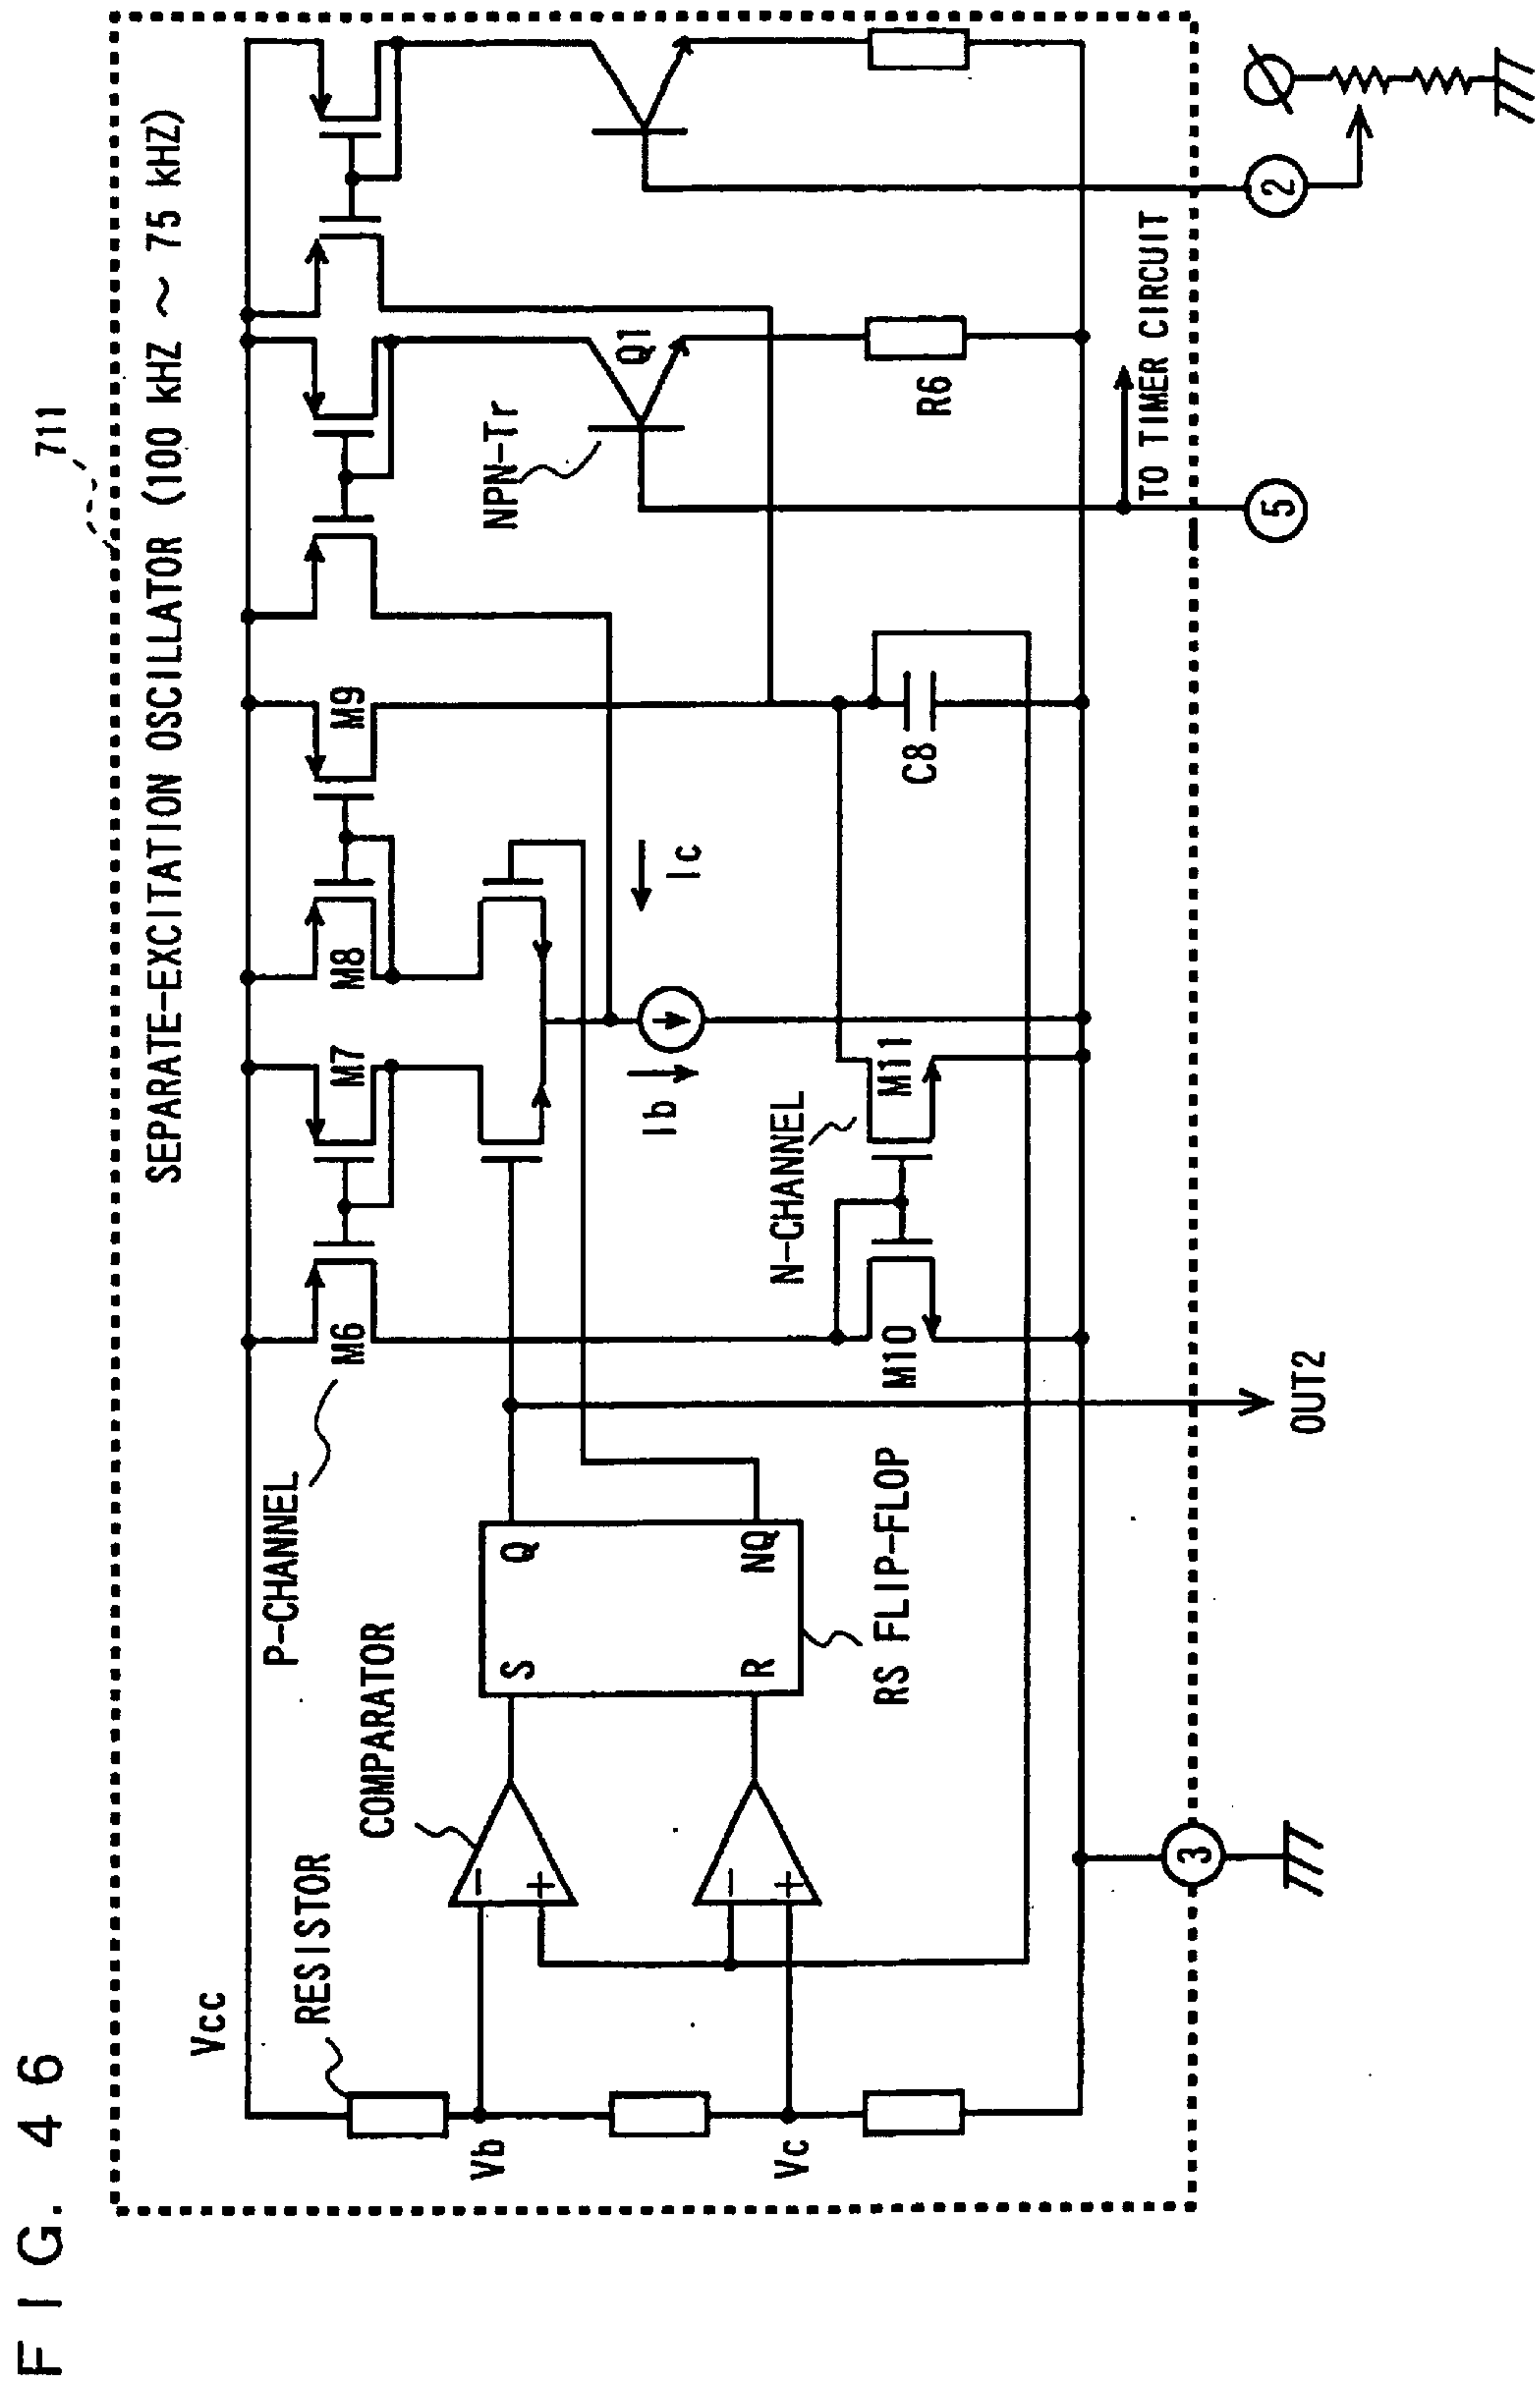 FIG. 46
711
SEPARATE-EXCITATION OSCILLATOR (100 kHZ ~ 75 kHZ)
Vcc
RESISTOR
COMPARATOR
P-CHANNEL
M6
M7
M8
M9
NPN-Tr
Q1
Vb
Vc
−
+
−
+
S
Q
R
NQ
RS FLIP-FLOP
Ib
Ic
N-CHANNEL
M10
M11
C8
R6
TO TIMER CIRCUIT
3
OUT2
5
2